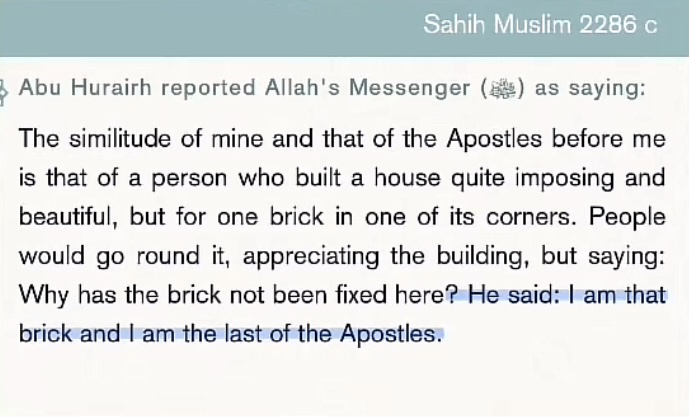 Sahih Muslim 2286 c
Abu Hurairh reported Allah's Messenger (ﷺ) as saying:
The similitude of mine and that of the Apostles before me
is that of a person who built a house quite imposing and
beautiful, but for one brick in one of its corners. People
would go round it, appreciating the building, but saying:
Why has the brick not been fixed here? He said: I am that
brick and I am the last of the Apostles.